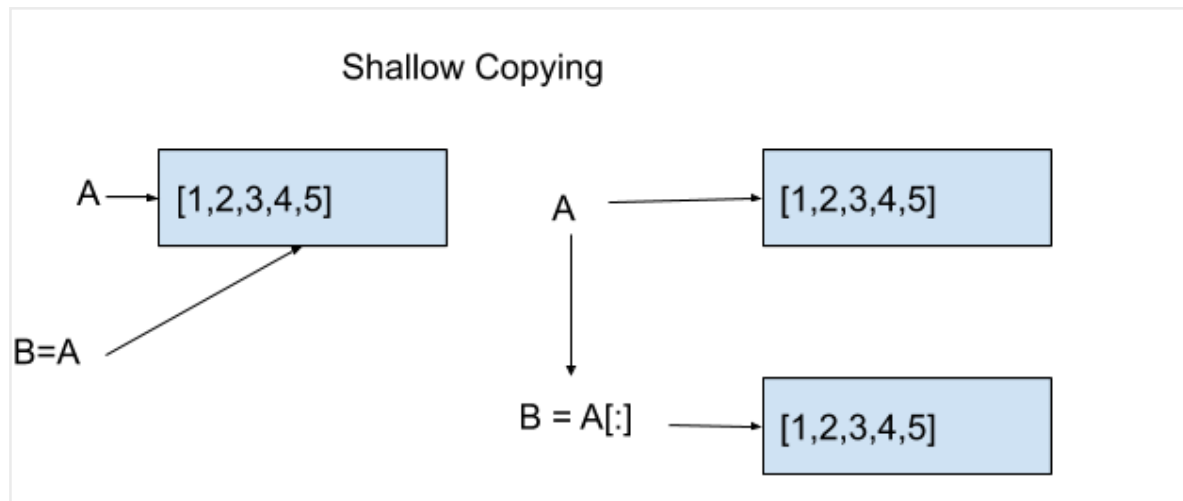 Shallow Copying
A
[1,2,3,4,5]
B=A
A
[1,2,3,4,5]
B = A[:]
[1,2,3,4,5]